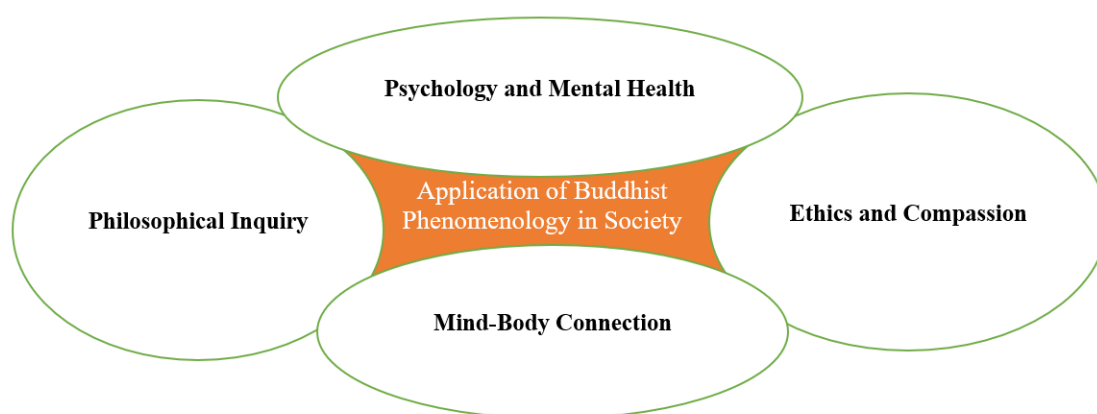 Psychology and Mental Health
Philosophical Inquiry
Application of Buddhist
Phenomenology in Society
Ethics and Compassion
Mind-Body Connection